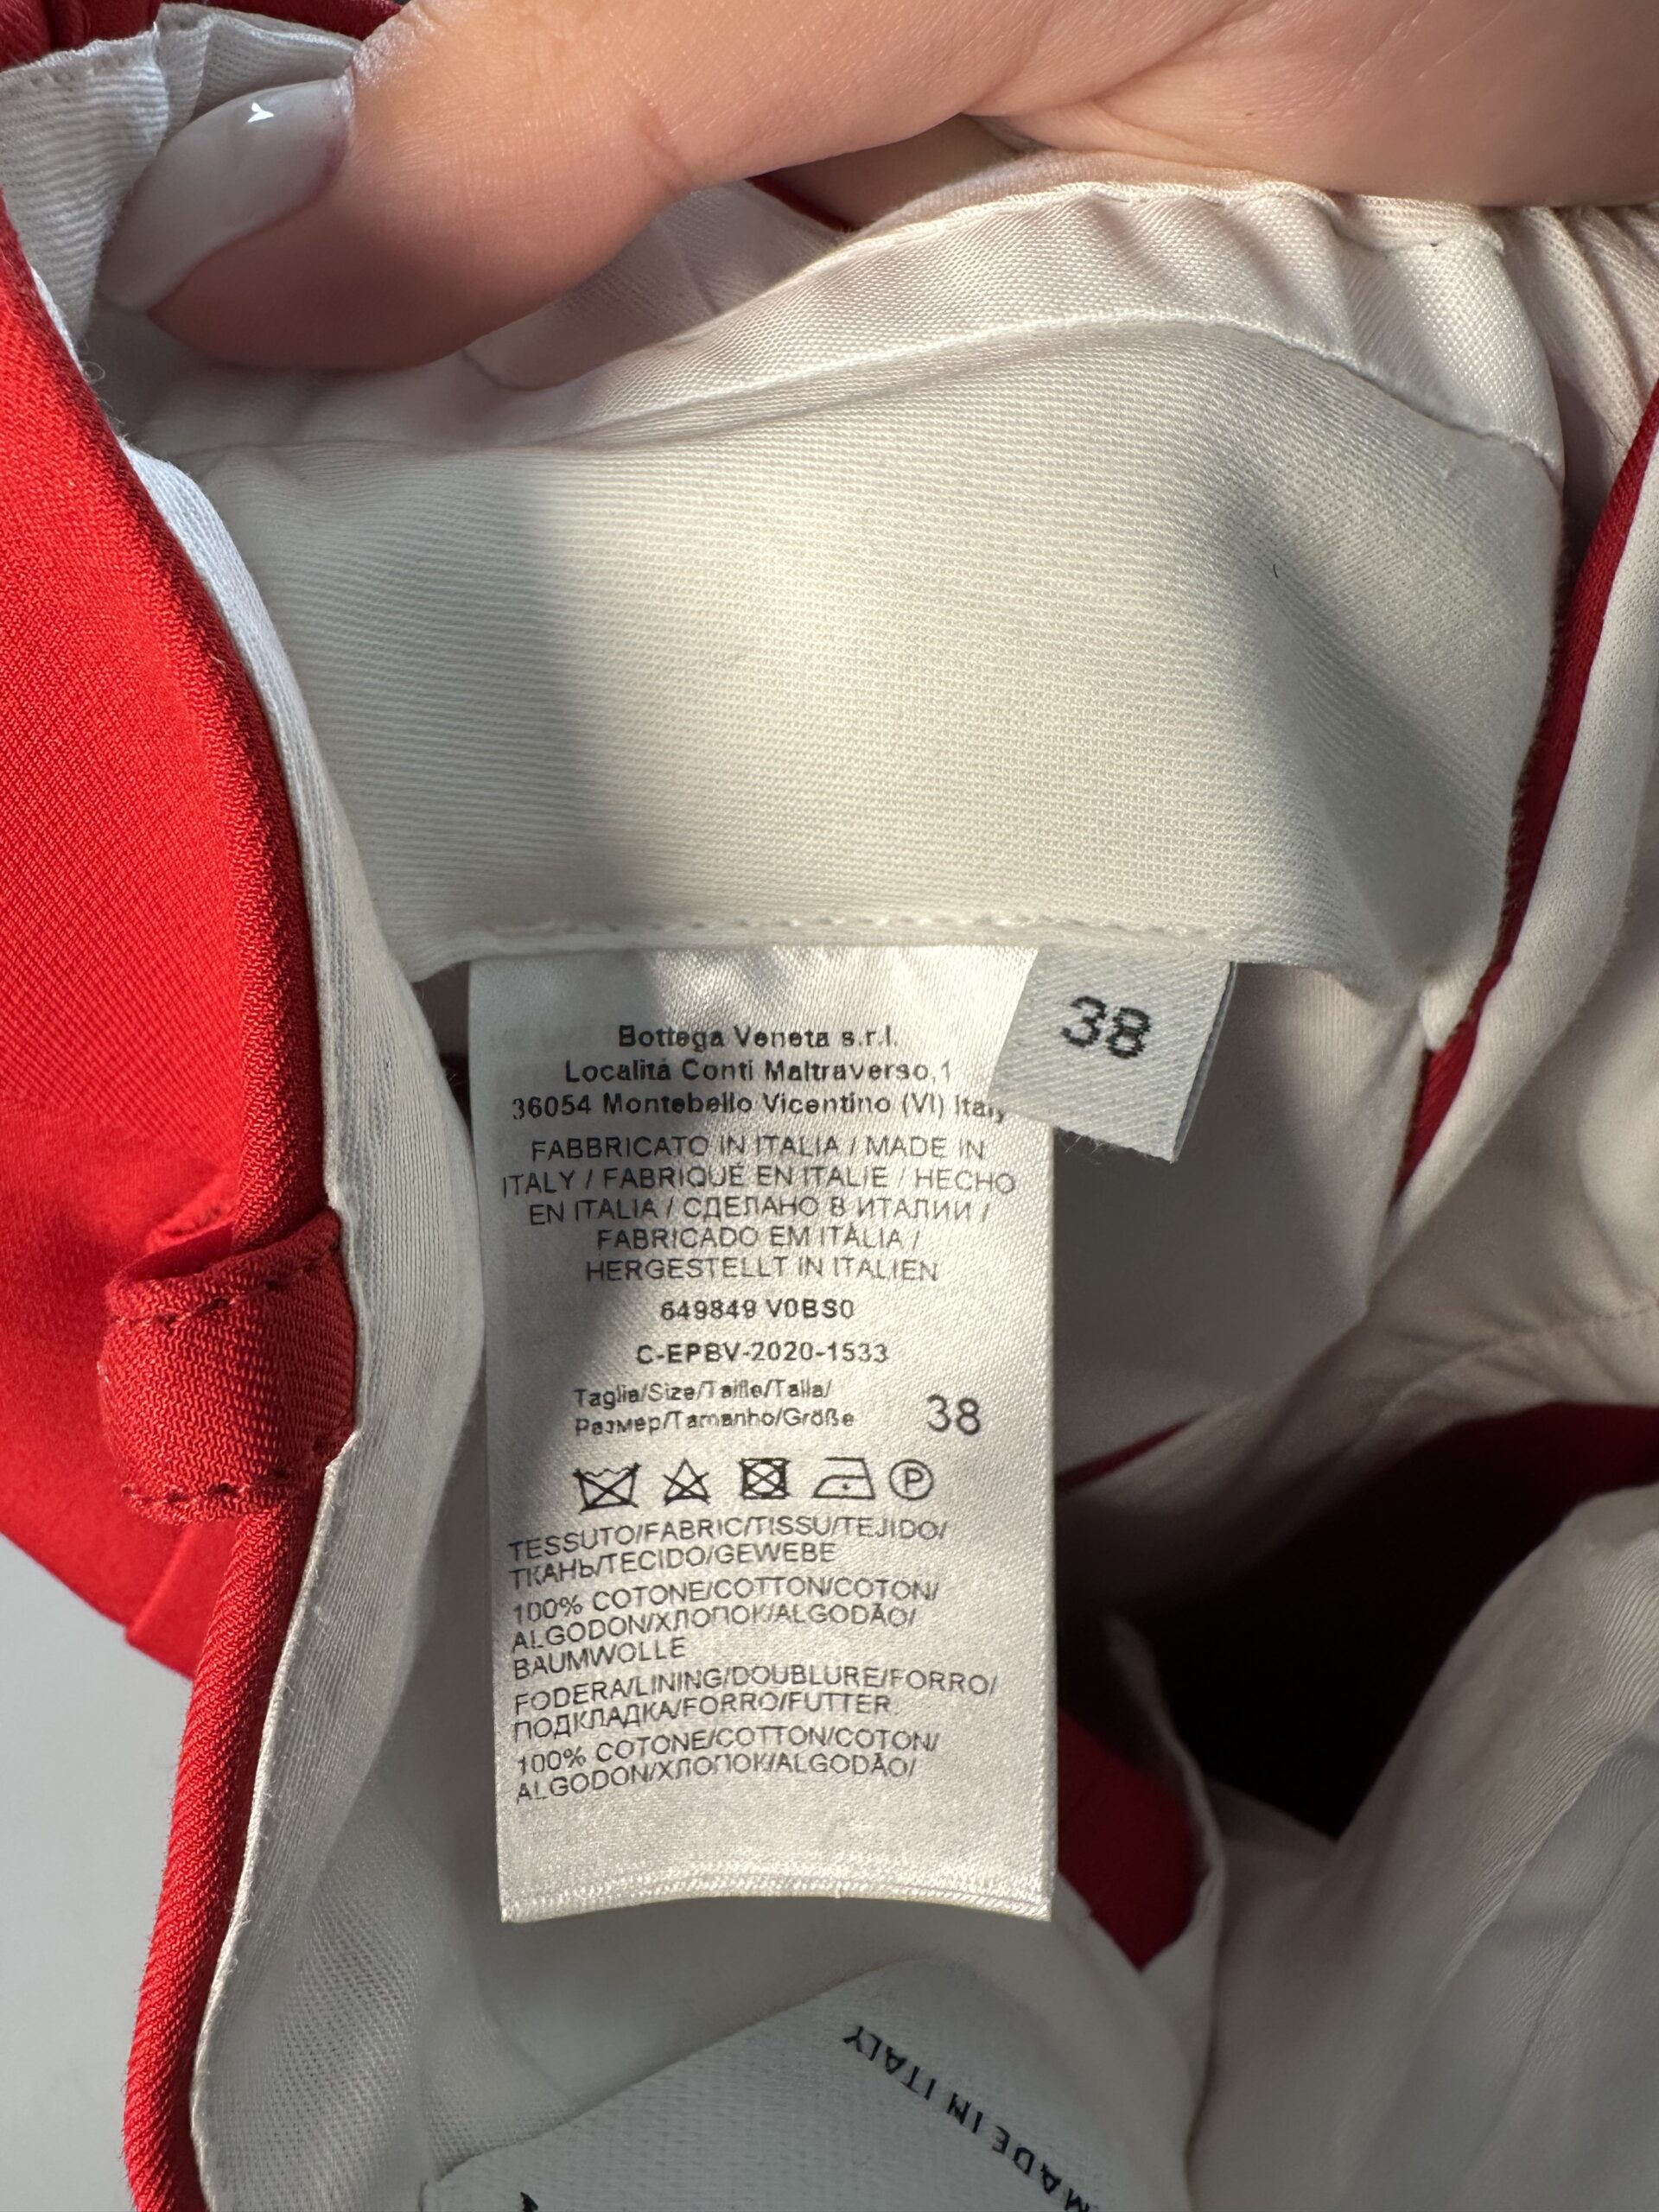 Bottega Veneta s.r.l.
Località Conti Maltraverso,1
36054 Montebello Vicentino (VI) Italy
38
FABBRICATO IN ITALIA / MADE IN
ITALY / FABRIQUÉ EN ITALIE / HECHO
EN ITALIA / СДЕЛАНО В ИТАЛИИ /
FABRICADO EM ITÁLIA /
HERGESTELLT IN ITALIEN
649849 V0BS0
C-EPBV-2020-1533
Taglia/Size/Taille/Talla/
Размер/Tamanho/Größe 38
P
TESSUTO/FABRIC/TISSU/TEJIDO/
ТКАНЬ/TECIDO/GEWEBE
100% COTONE/COTTON/COTON/
ALGODON/ХЛОПОК/ALGODÃO/
BAUMWOLLE
FODERA/LINING/DOUBLURE/FORRO/
ПОДКЛАДКА/FORRO/FUTTER
100% COTONE/COTTON/COTON/
ALGODON/ХЛОПОК/ALGODÃO/
MADE IN ITALY